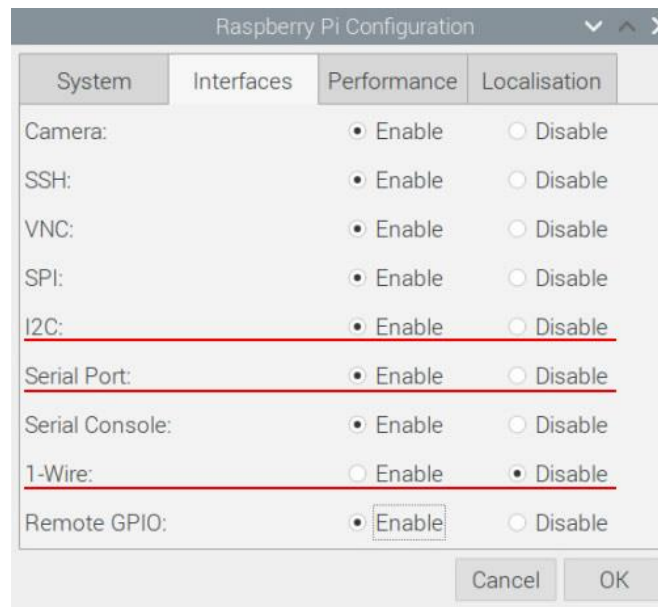 Raspberry Pi Configuration
System Interfaces Performance Localisation
Camera: Enable Disable
SSH: Enable Disable
VNC: Enable Disable
SPI: Enable Disable
I2C: Enable Disable
Serial Port: Enable Disable
Serial Console: Enable Disable
1-Wire: Enable Disable
Remote GPIO: Enable Disable
Cancel OK